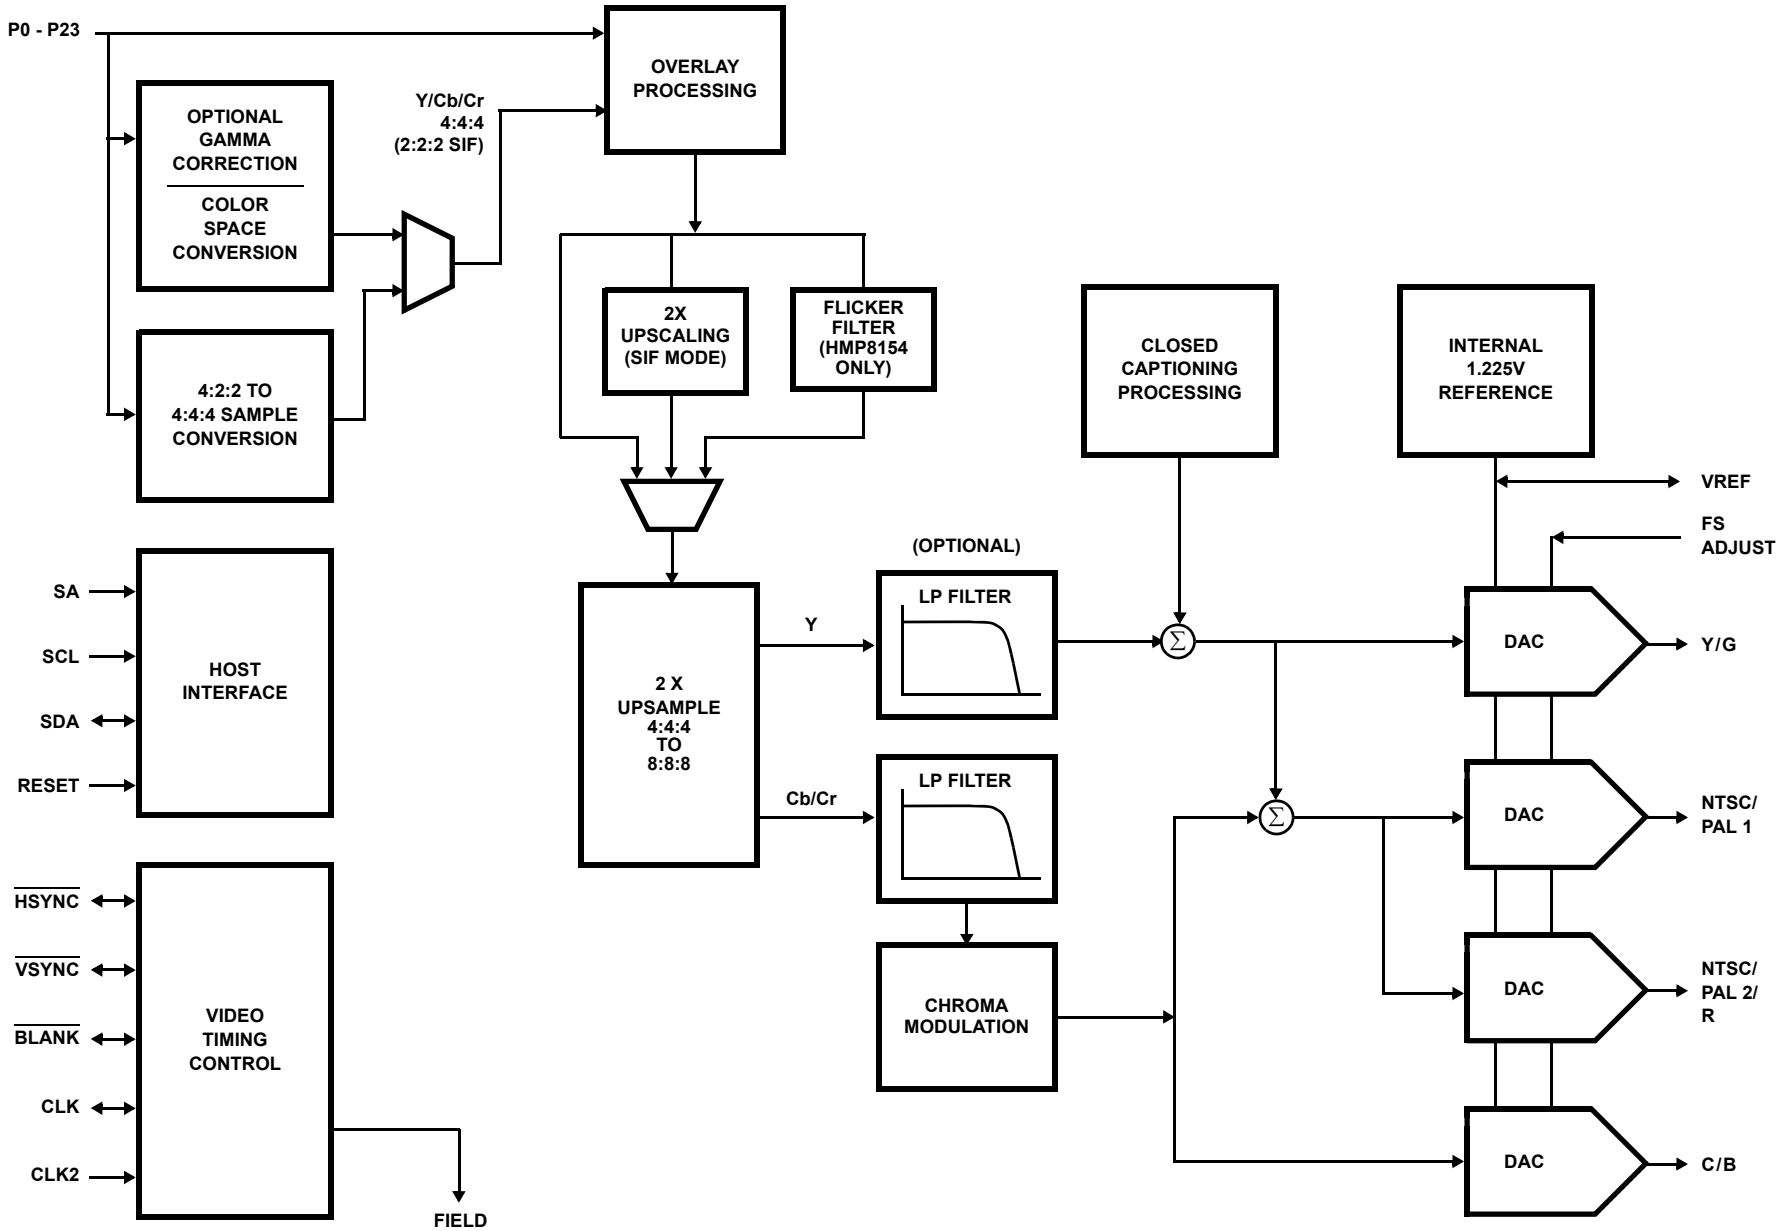 P0 - P23
OPTIONAL
GAMMA
CORRECTION
COLOR
SPACE
CONVERSION
4:2:2 TO
4:4:4 SAMPLE
CONVERSION
Y/Cb/Cr
4:4:4
(2:2:2 SIF)
OVERLAY
PROCESSING
2X
UPSCALING
(SIF MODE)
FLICKER
FILTER
(HMP8154
ONLY)
CLOSED
CAPTIONING
PROCESSING
INTERNAL
1.225V
REFERENCE
VREF
FS
ADJUST
SA
SCL
SDA
RESET
HOST
INTERFACE
2 X
UPSAMPLE
4:4:4
TO
8:8:8
Y
Cb/Cr
(OPTIONAL)
LP FILTER
LP FILTER
CHROMA
MODULATION
Σ
Σ
DAC
Y/G
DAC
NTSC/
PAL 1
DAC
NTSC/
PAL 2/
R
DAC
C/B
HSYNC
VSYNC
BLANK
CLK
CLK2
VIDEO
TIMING
CONTROL
FIELD